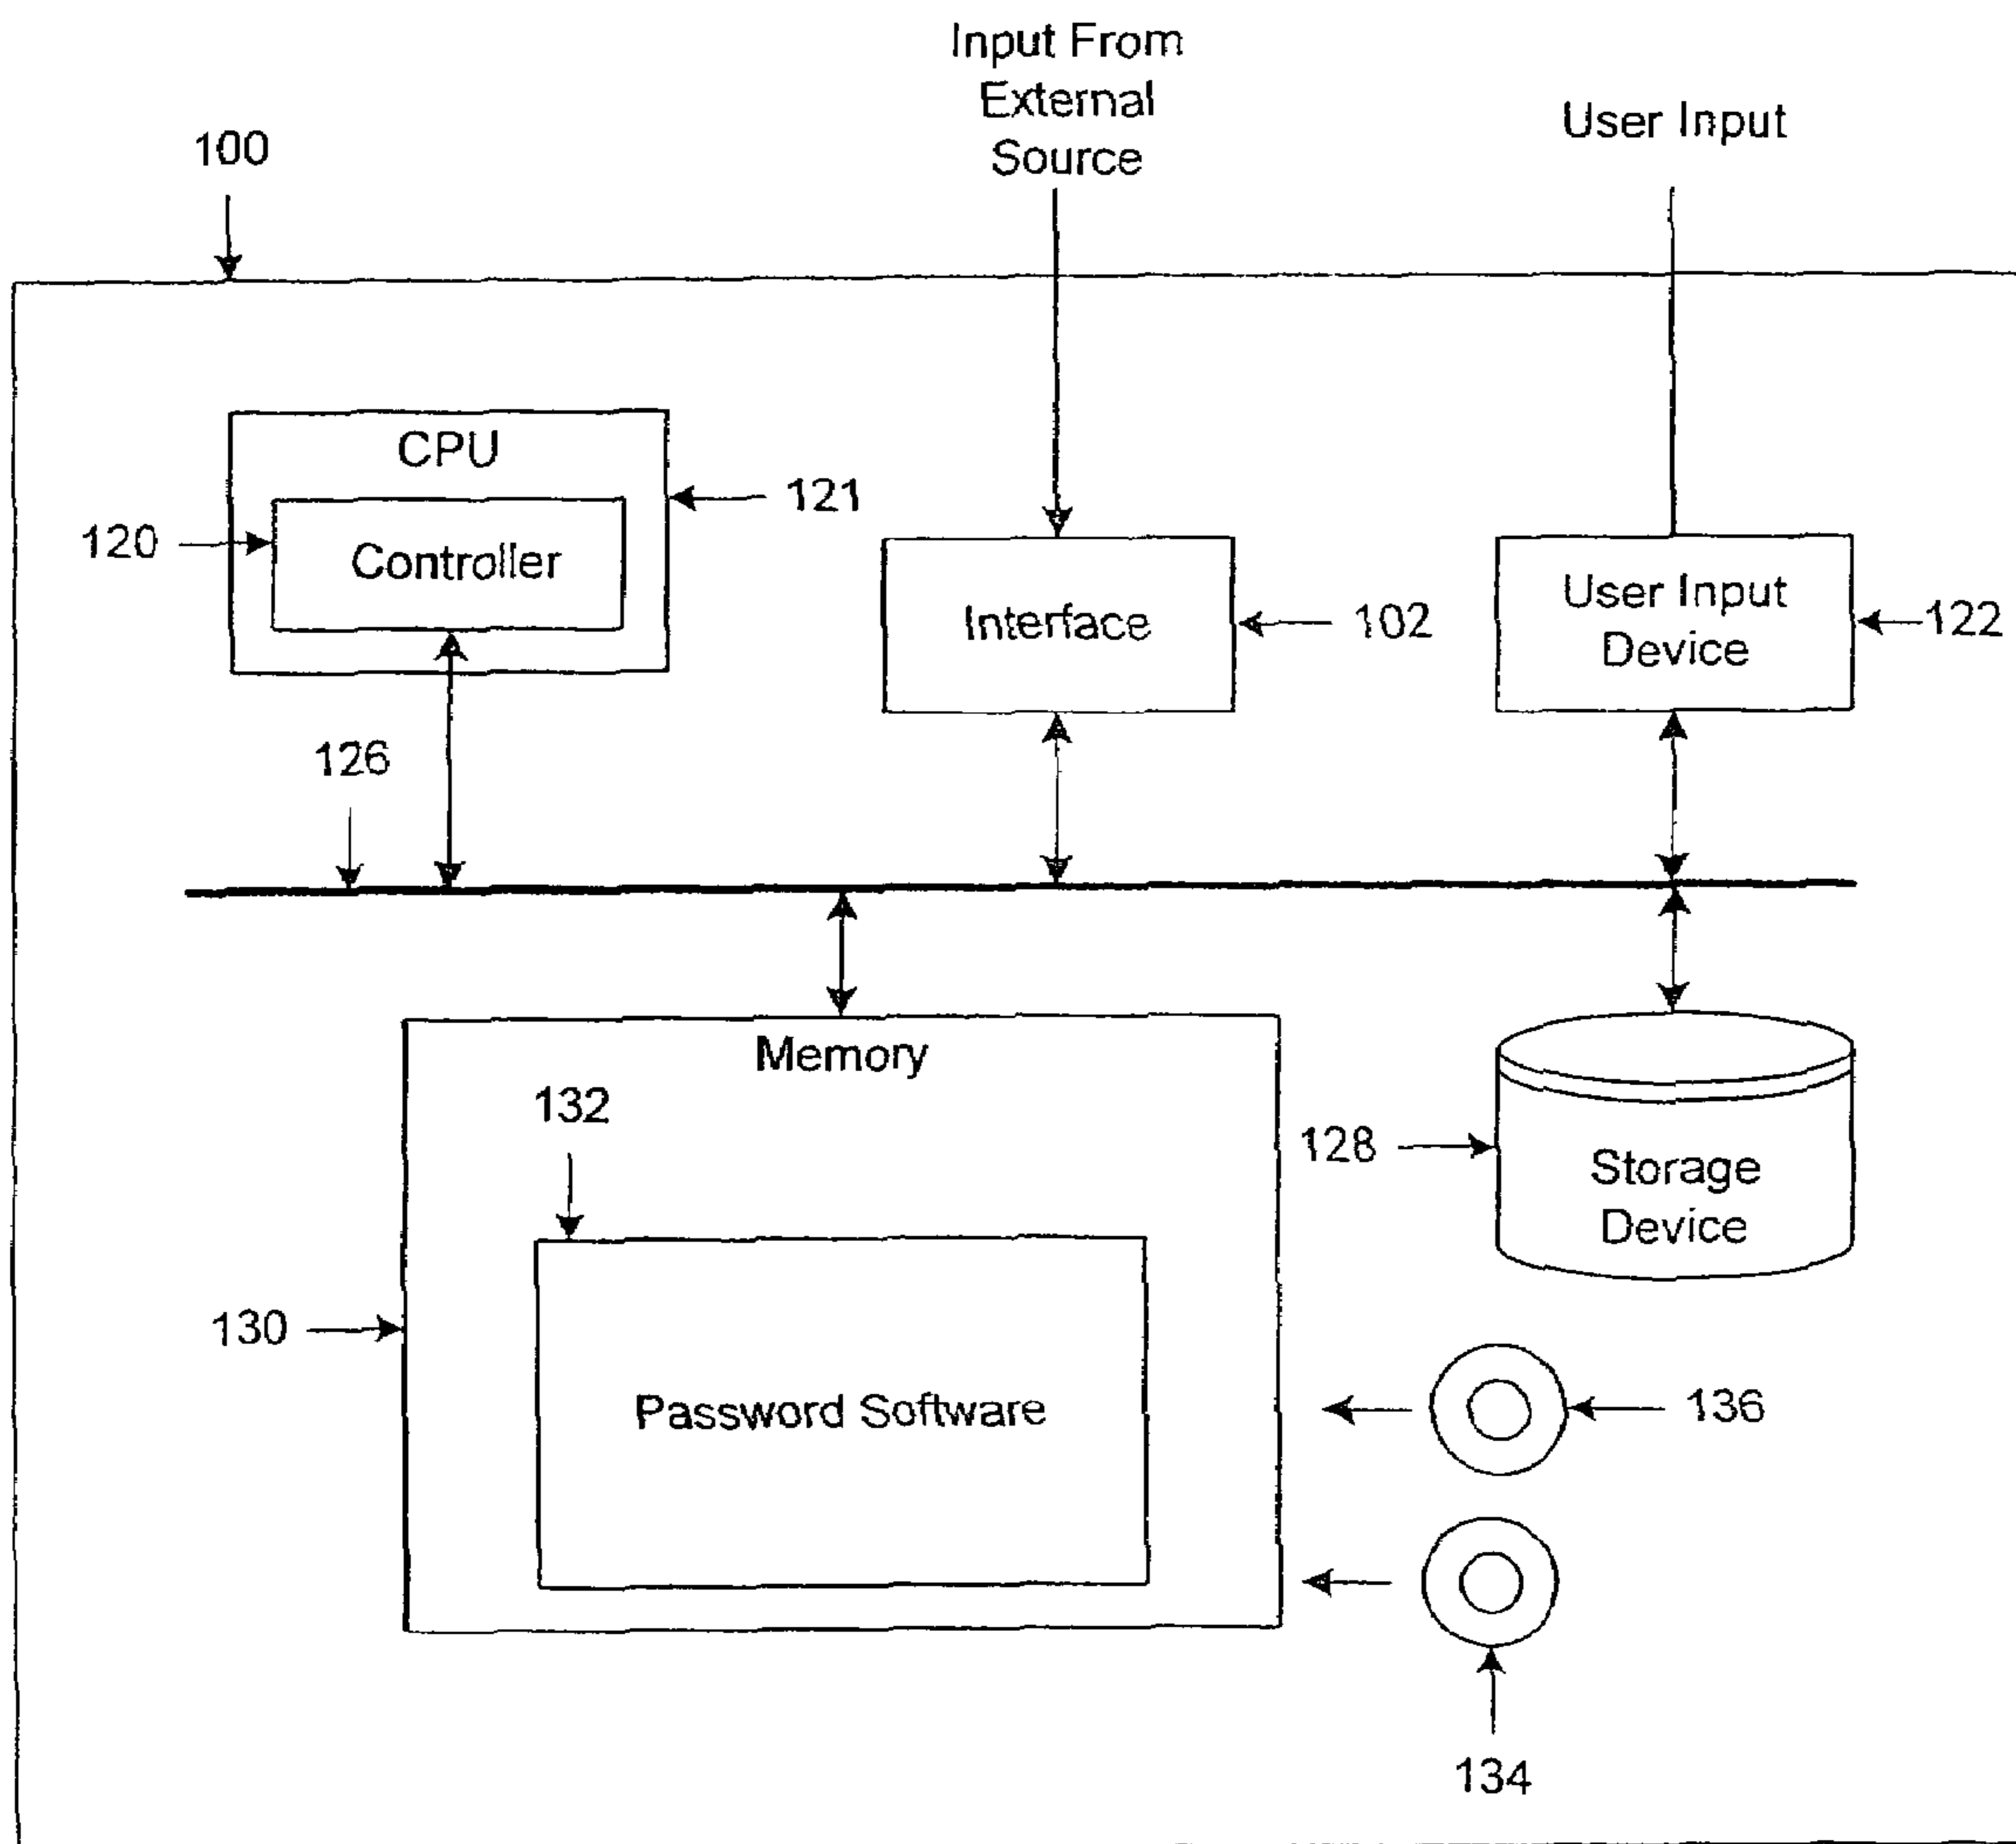 Input From
External
Source
User Input
100
CPU
121
120
Controller
Interface
102
User Input
Device
122
126
Memory
132
128
Storage
Device
130
Password Software
136
134